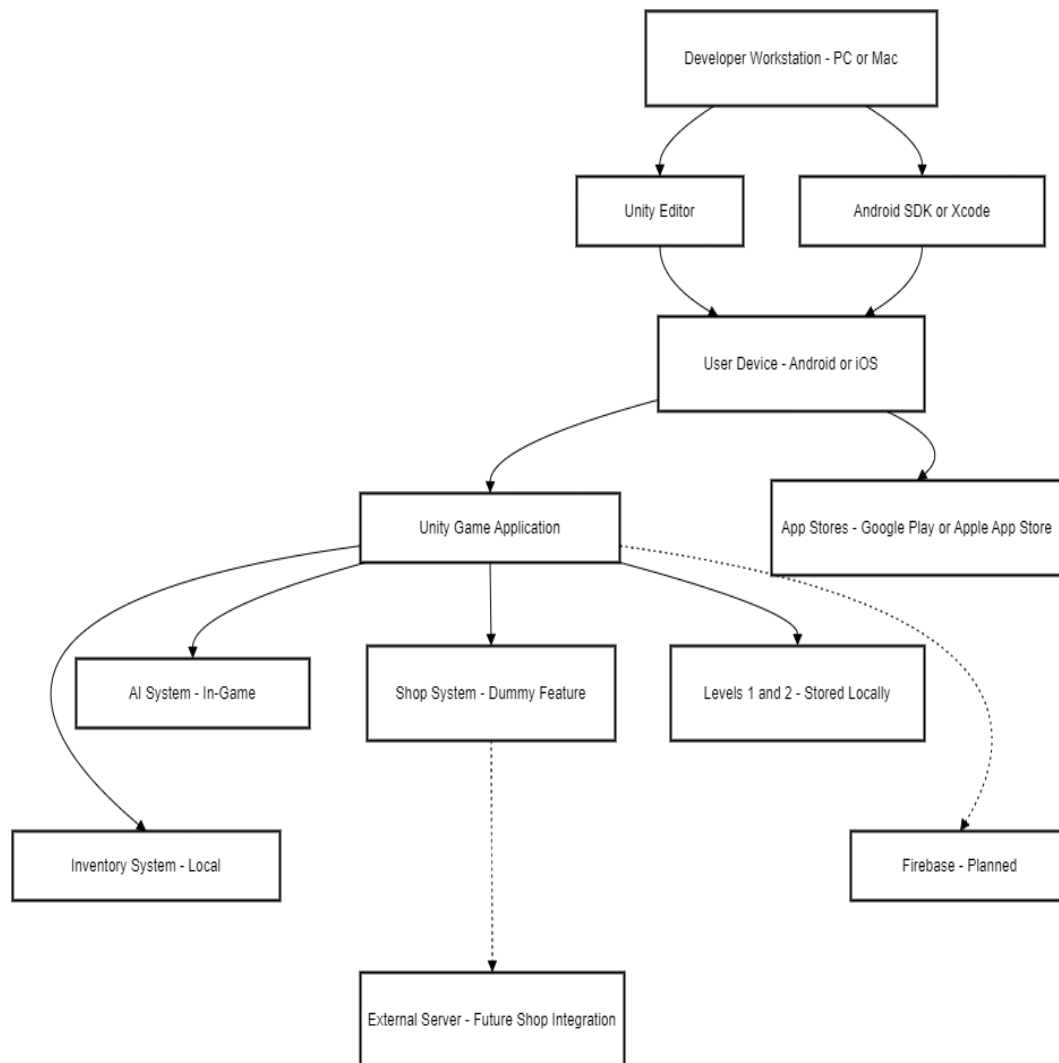 Developer Workstation - PC or Mac
Unity Editor
Android SDK or Xcode
User Device - Android or iOS
Unity Game Application
App Stores - Google Play or Apple App Store
AI System - In-Game
Shop System - Dummy Feature
Levels 1 and 2 - Stored Locally
Inventory System - Local
Firebase - Planned
External Server - Future Shop Integration